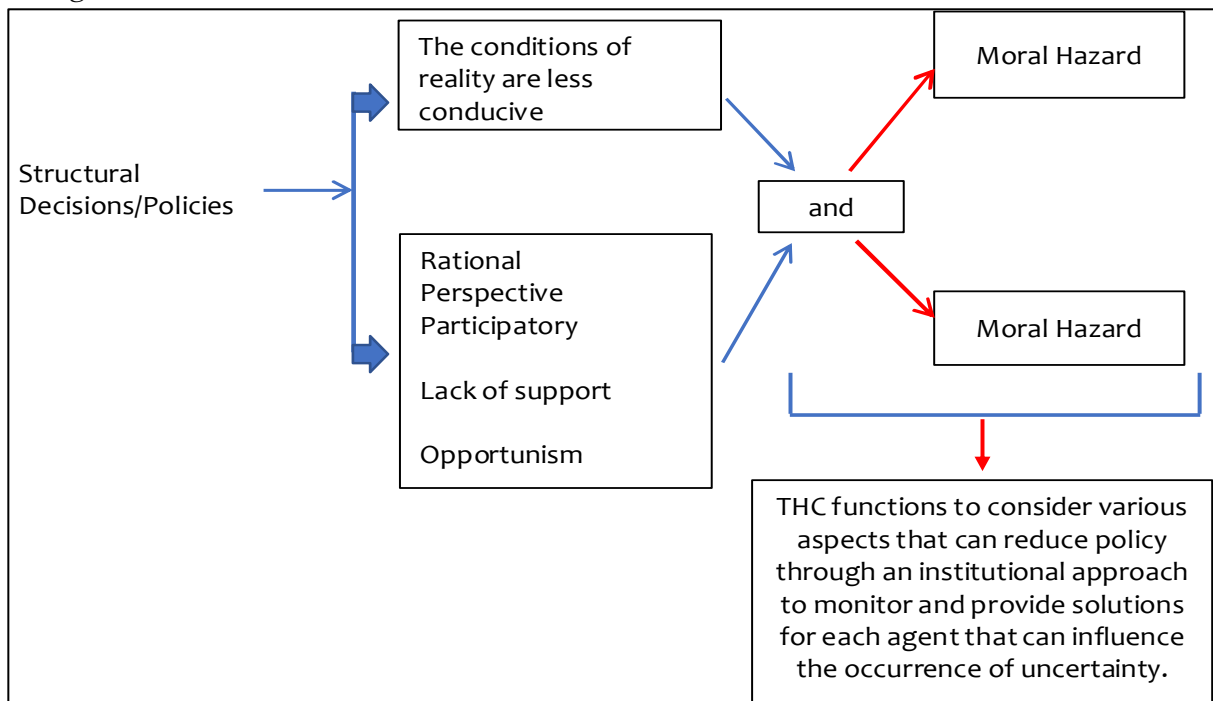 Structural
Decisions/Policies
The conditions of
reality are less
conducive
Rational
Perspective
Participatory
Lack of support
Opportunism
and
Moral Hazard
Moral Hazard
THC functions to consider various
aspects that can reduce policy
through an institutional approach
to monitor and provide solutions
for each agent that can influence
the occurrence of uncertainty.